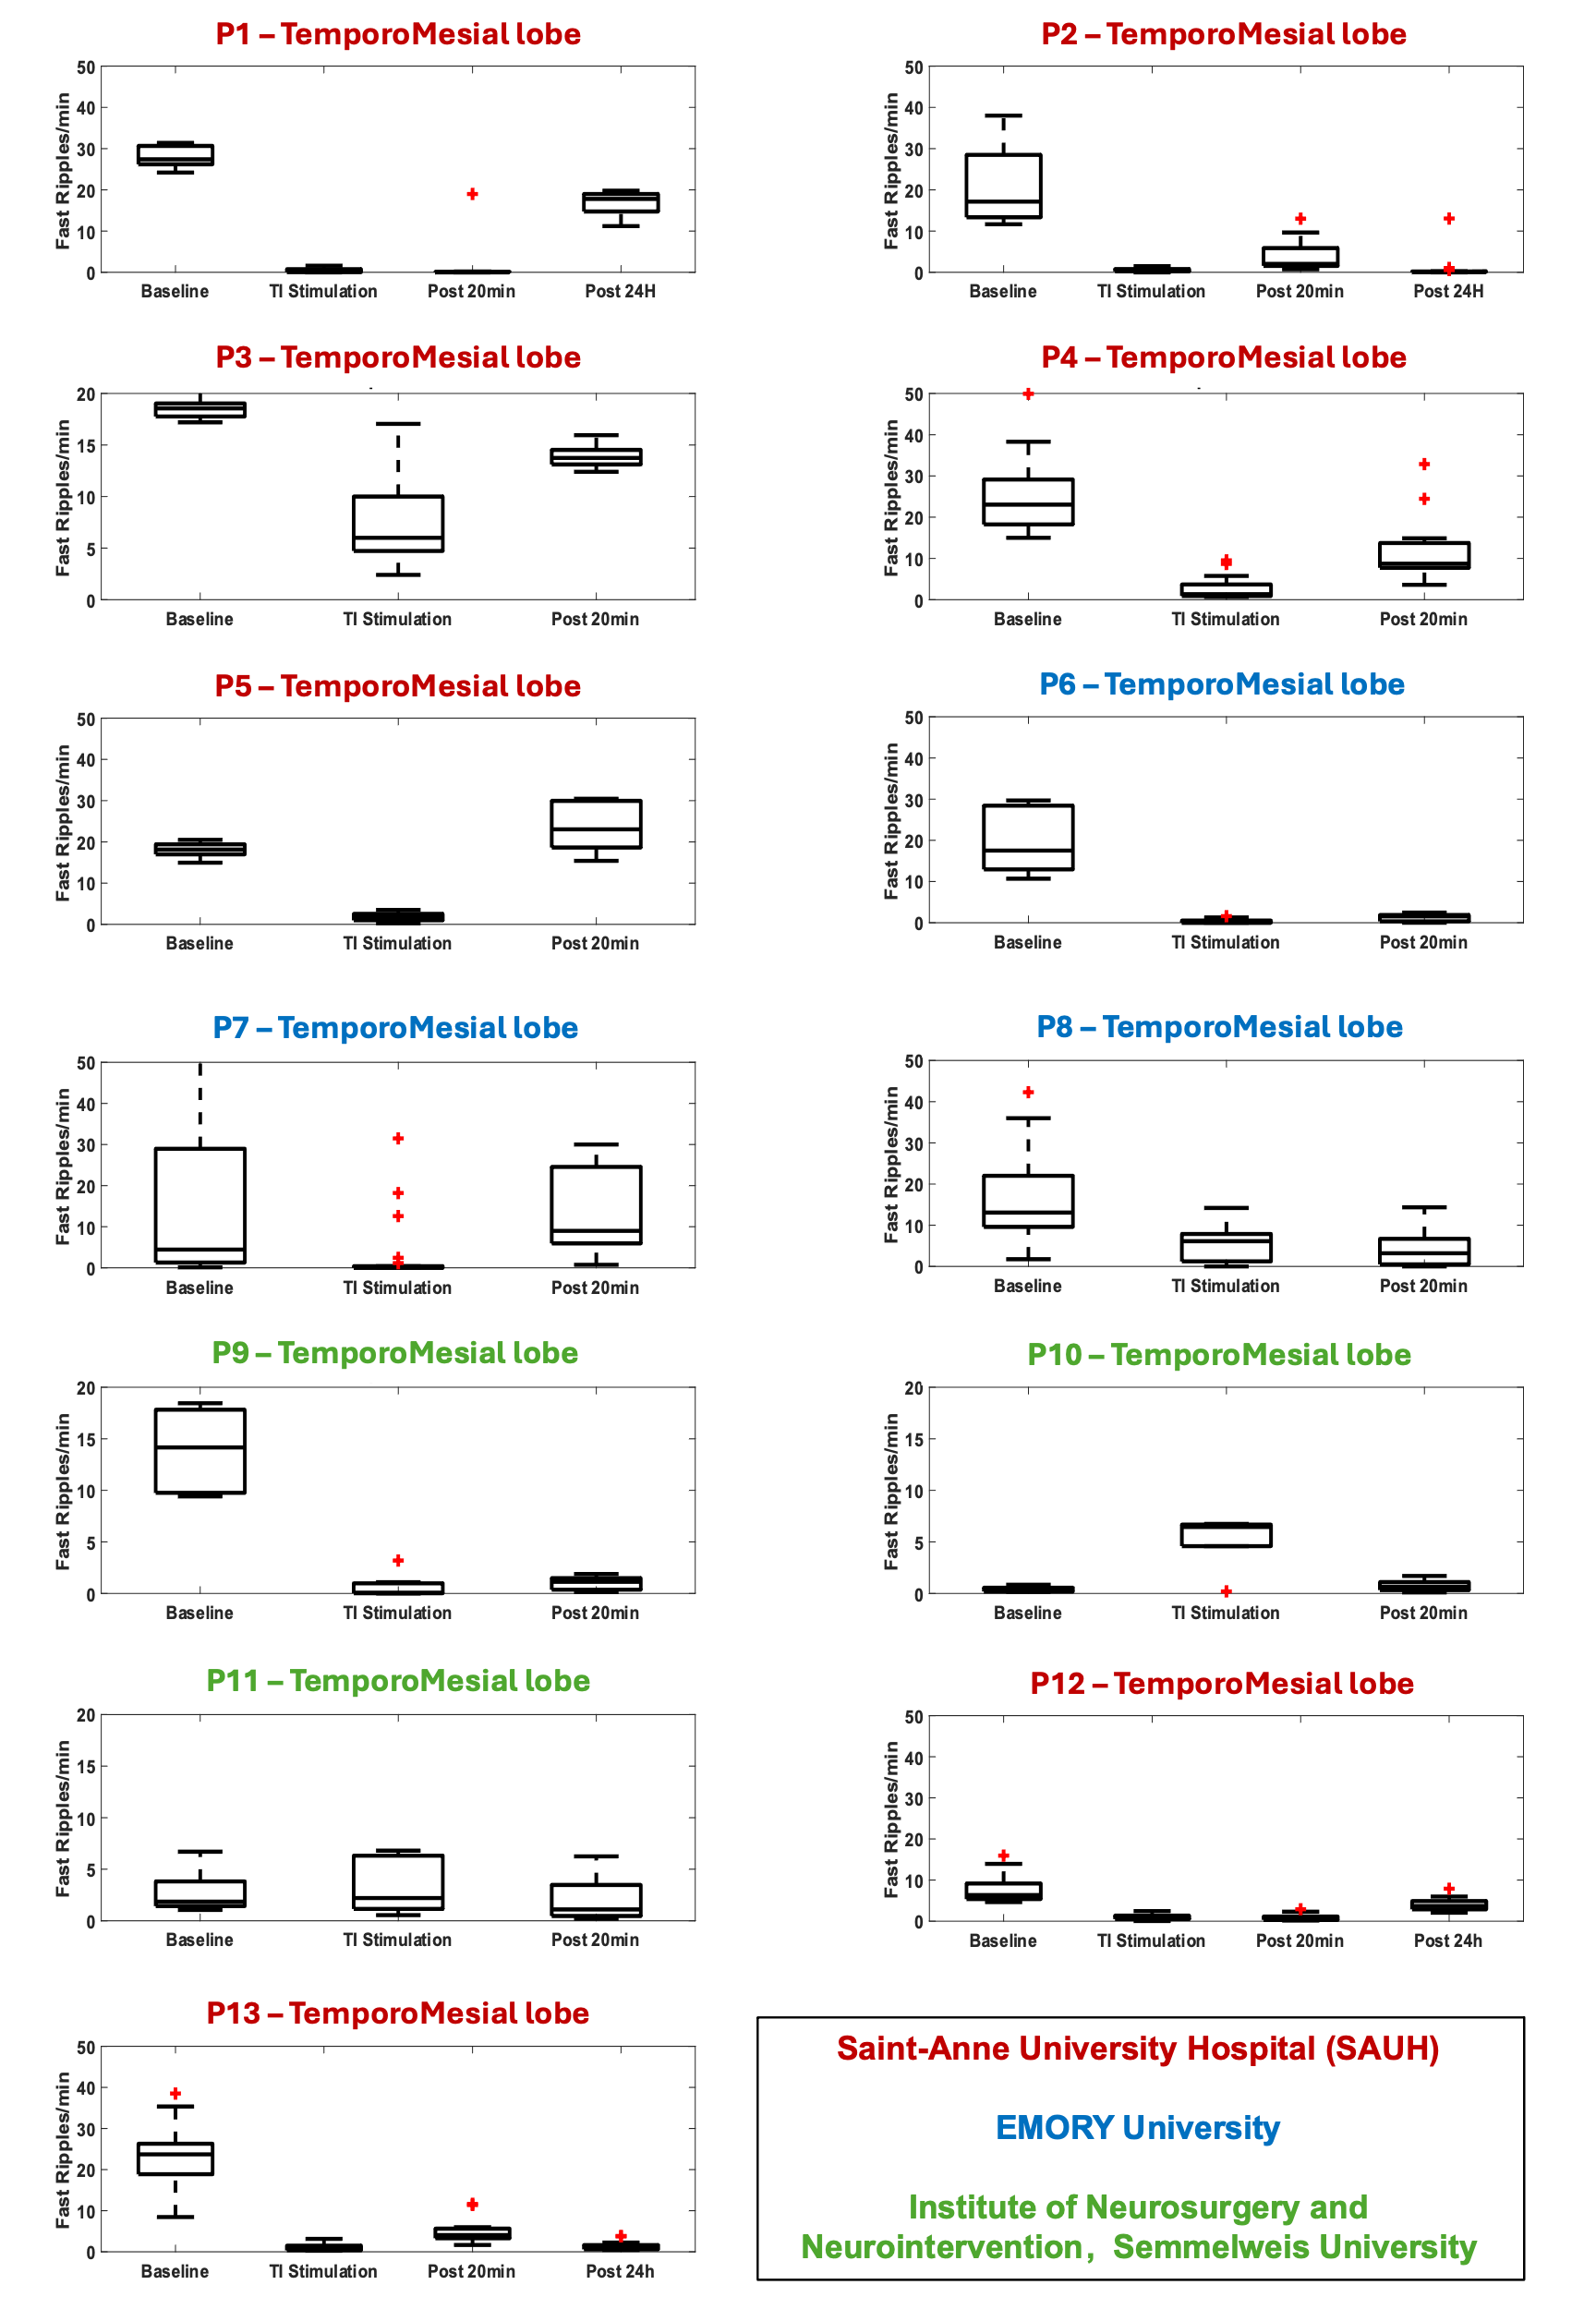 P1 – TemporoMesial lobe
Fast Ripples/min
50
40
30
20
10
0
Baseline TI Stimulation Post 20min Post 24H
P2 – TemporoMesial lobe
Fast Ripples/min
50
40
30
20
10
0
Baseline TI Stimulation Post 20min Post 24H
P3 – TemporoMesial lobe
Fast Ripples/min
20
15
10
5
0
Baseline TI Stimulation Post 20min
P4 – TemporoMesial lobe
Fast Ripples/min
50
40
30
20
10
0
Baseline TI Stimulation Post 20min
P5 – TemporoMesial lobe
Fast Ripples/min
50
40
30
20
10
0
Baseline TI Stimulation Post 20min
P6 – TemporoMesial lobe
Fast Ripples/min
50
40
30
20
10
0
Baseline TI Stimulation Post 20min
P7 – TemporoMesial lobe
Fast Ripples/min
50
40
30
20
10
0
Baseline TI Stimulation Post 20min
P8 – TemporoMesial lobe
Fast Ripples/min
50
40
30
20
10
0
Baseline TI Stimulation Post 20min
P9 – TemporoMesial lobe
Fast Ripples/min
20
15
10
5
0
Baseline TI Stimulation Post 20min
P10 – TemporoMesial lobe
Fast Ripples/min
20
15
10
5
0
Baseline TI Stimulation Post 20min
P11 – TemporoMesial lobe
Fast Ripples/min
20
15
10
5
0
Baseline TI Stimulation Post 20min
P12 – TemporoMesial lobe
Fast Ripples/min
50
40
30
20
10
0
Baseline TI Stimulation Post 20min Post 24h
P13 – TemporoMesial lobe
Fast Ripples/min
50
40
30
20
10
0
Baseline TI Stimulation Post 20min Post 24h
Saint-Anne University Hospital (SAUH)
EMORY University
Institute of Neurosurgery and
Neurointervention, Semmelweis University